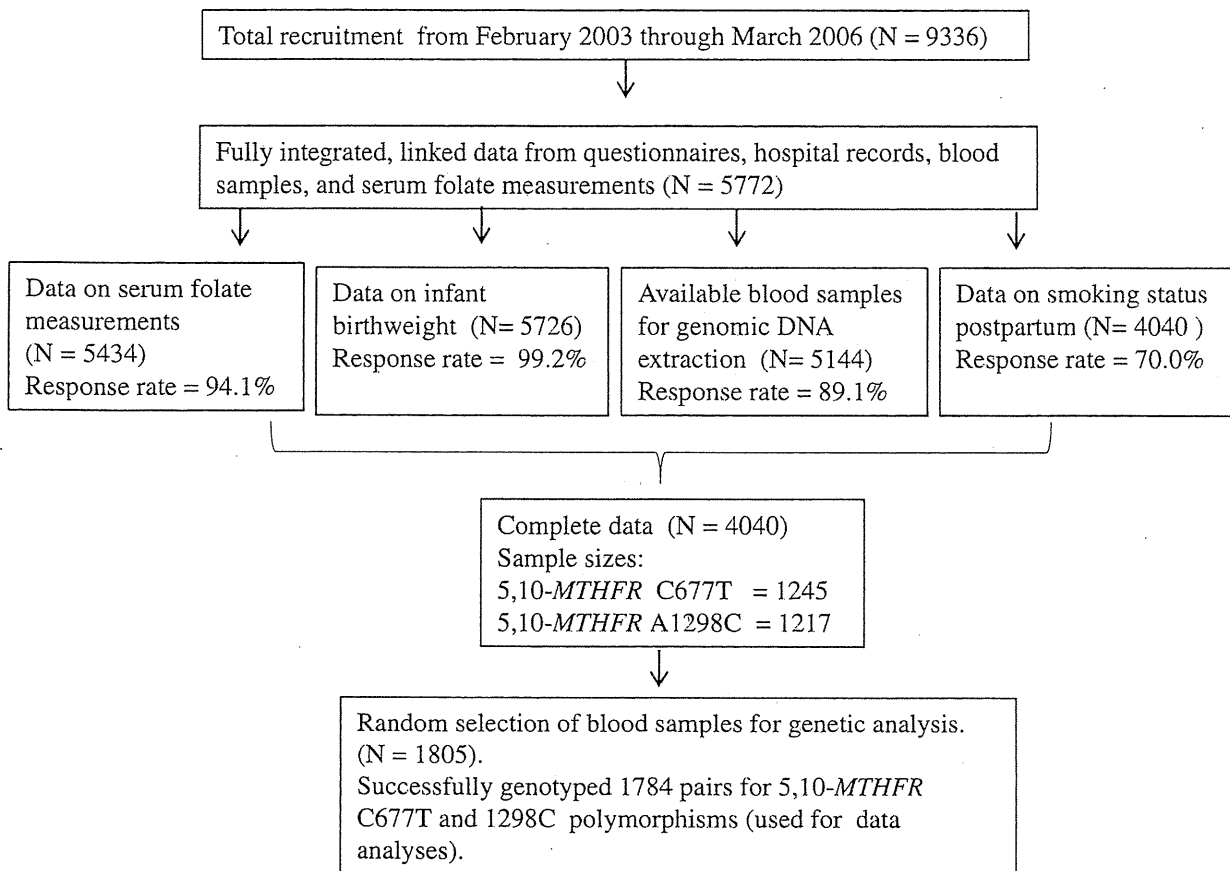 Total recruitment from February 2003 through March 2006 (N = 9336)
Fully integrated, linked data from questionnaires, hospital records, blood
samples, and serum folate measurements (N = 5772)
Data on serum folate
measurements
(N = 5434)
Response rate = 94.1%
Data on infant
birthweight (N= 5726)
Response rate = 99.2%
Available blood samples
for genomic DNA
extraction (N= 5144)
Response rate = 89.1%
Data on smoking status
postpartum (N= 4040 )
Response rate = 70.0%
Complete data (N = 4040)
Sample sizes:
5,10-MTHFR C677T = 1245
5,10-MTHFR A1298C = 1217
Random selection of blood samples for genetic analysis.
(N = 1805).
Successfully genotyped 1784 pairs for 5,10-MTHFR
C677T and 1298C polymorphisms (used for data
analyses).